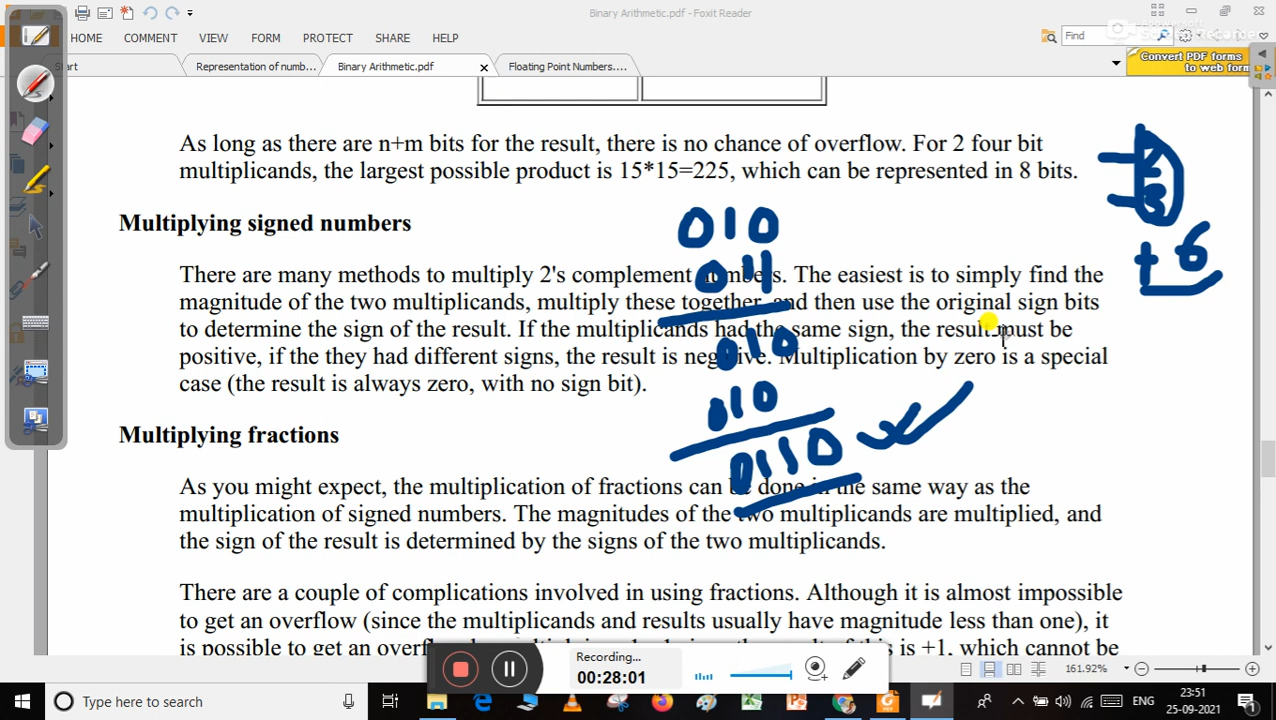 Binary Arithmetic.pdf - Foxit Reader
HOME COMMENT VIEW FORM PROTECT SHARE HELP
Find
Start
Representation of numb...
Binary Arithmetic.pdf
Floating Point Numbers....
Convert PDF forms
to web form
As long as there are n+m bits for the result, there is no chance of overflow. For 2 four bit
multiplicands, the largest possible product is 15*15=225, which can be represented in 8 bits.
Multiplying signed numbers
There are many methods to multiply 2's complement numbers. The easiest is to simply find the
magnitude of the two multiplicands, multiply these together, and then use the original sign bits
to determine the sign of the result. If the multiplicands had the same sign, the result must be
positive, if the they had different signs, the result is negative. Multiplication by zero is a special
case (the result is always zero, with no sign bit).
010
011
010
010
0110
+6
Multiplying fractions
As you might expect, the multiplication of fractions can be done in the same way as the
multiplication of signed numbers. The magnitudes of the two multiplicands are multiplied, and
the sign of the result is determined by the signs of the two multiplicands.
There are a couple of complications involved in using fractions. Although it is almost impossible
to get an overflow (since the multiplicands and results usually have magnitude less than one), it
is possible to get an
is +1, which cannot be
Recording...
00:28:01
161.92%
Type here to search
ENG
23:51
25-09-2021